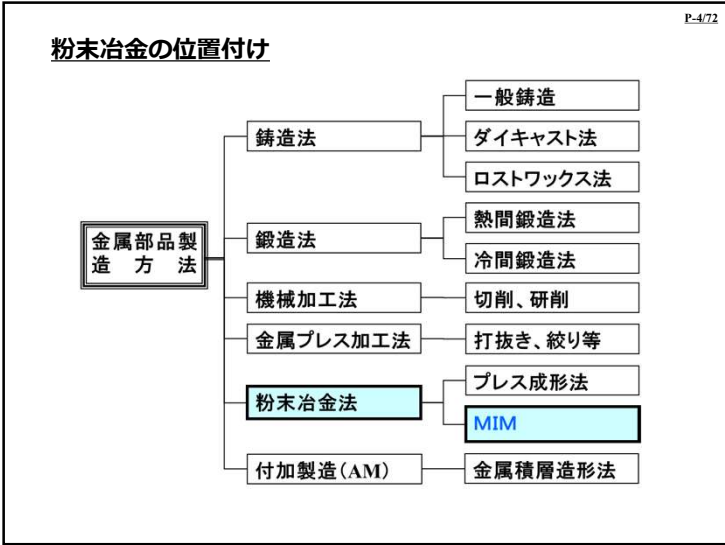 P-4/72
粉末冶金の位置付け
金属部品製
造方法
鋳造法
一般鋳造
ダイキャスト法
ロストワックス法
鍛造法
熱間鍛造法
冷間鍛造法
機械加工法
切削、研削
金属プレス加工法
打抜き、絞り等
粉末冶金法
プレス成形法
MIM
付加製造(AM)
金属積層造形法